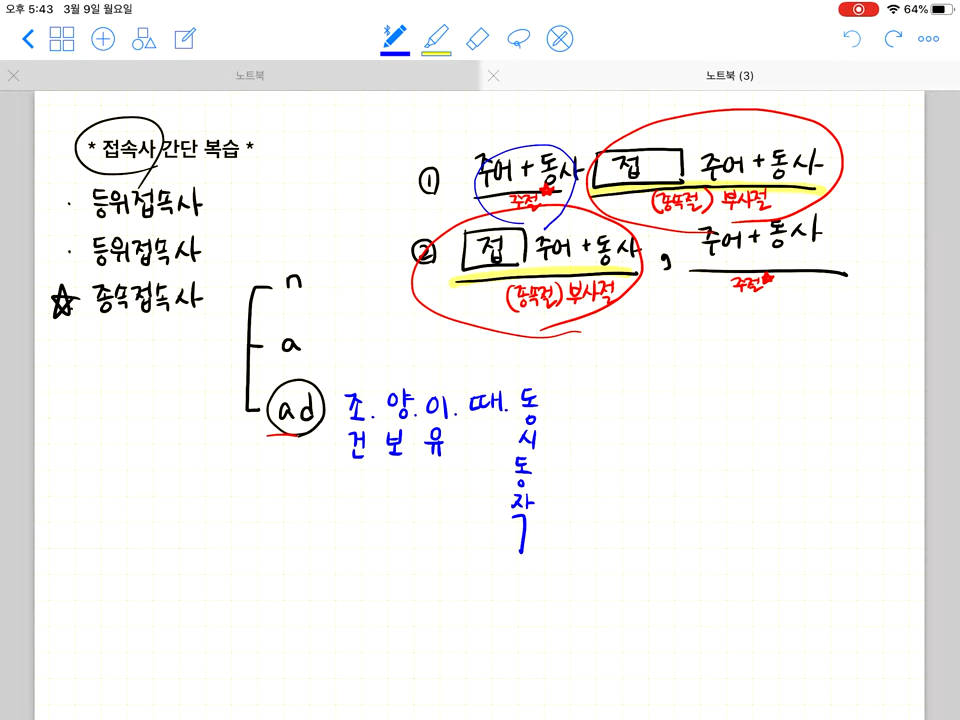 오후 5:43 3월 9일 월요일
64%
노트북
노트북 (3)
* 접속사 간단 복습 *
· 등위접속사
· 등위접속사
☆ 종속접속사
n
a
ad
조. 양. 이. 때. 동
건 보 유 시
동
작
① 주어 + 동사 접 주어 + 동사
주절★ (종속절) 부사절
② 접 주어 + 동사 , 주어 + 동사
(종속절) 부사절 주절★